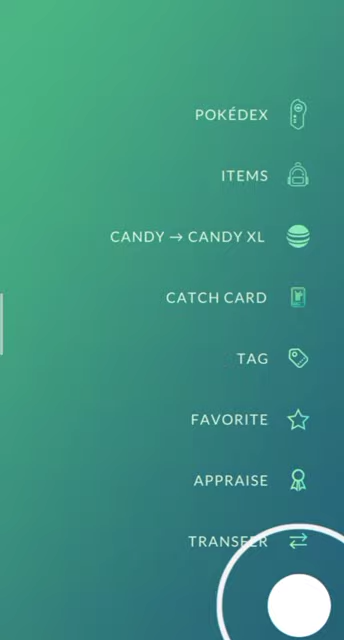 POKÉDEX
ITEMS
CANDY → CANDY XL
CATCH CARD
TAG
FAVORITE
APPRAISE
TRANSFER